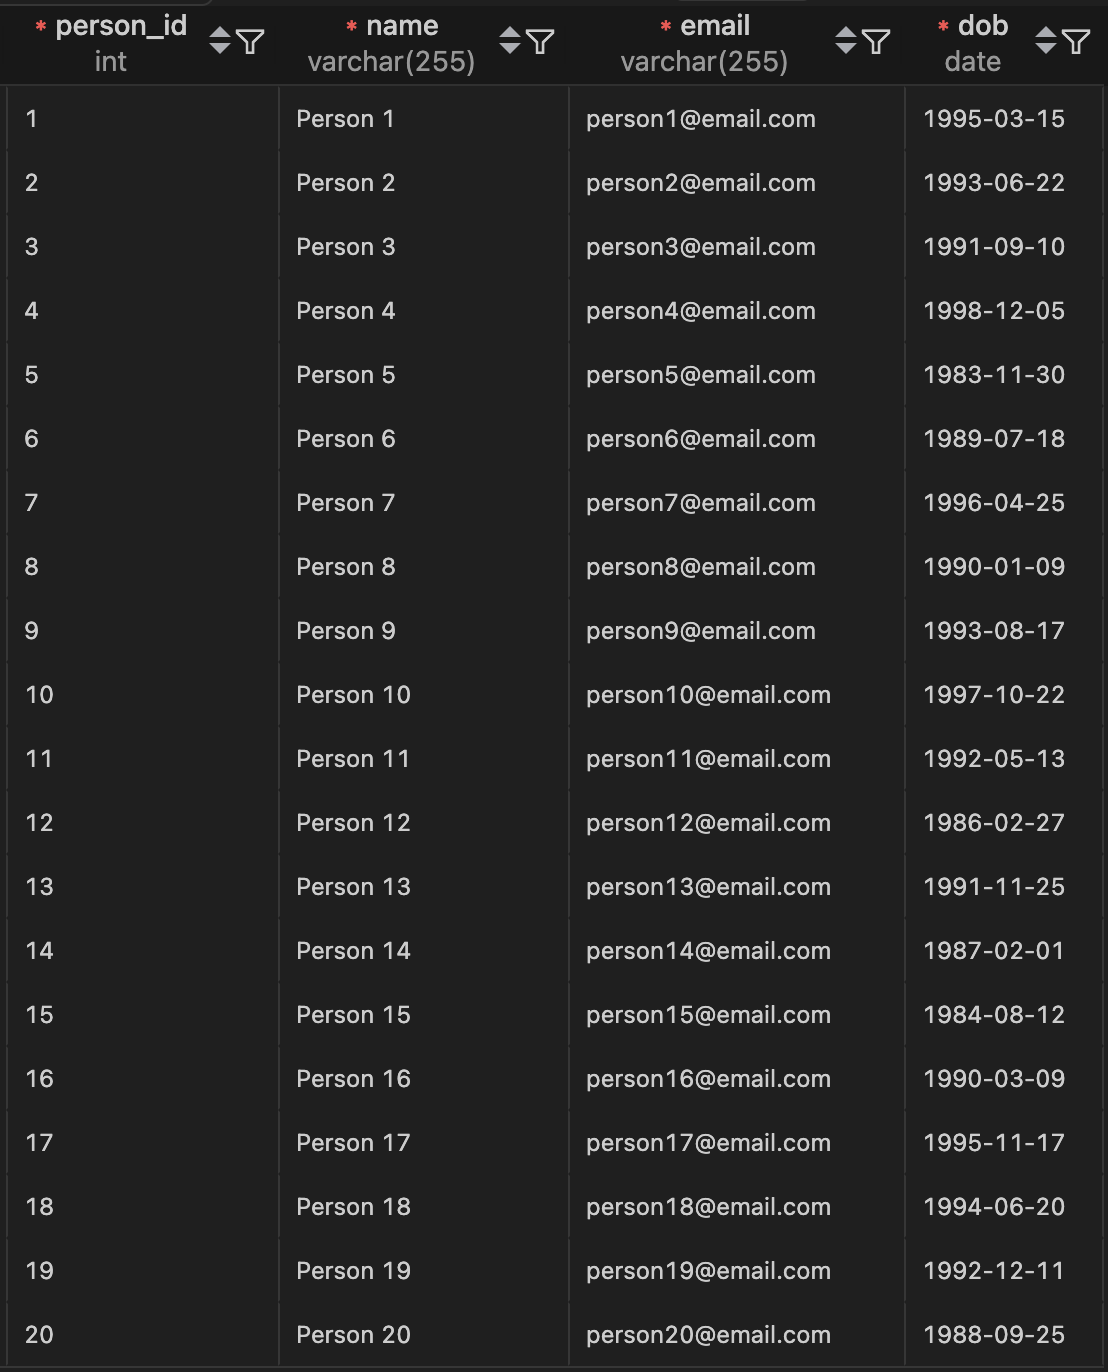 * person_id * name * email * dob
int varchar(255) varchar(255) date
1 Person 1 person1@email.com 1995-03-15
2 Person 2 person2@email.com 1993-06-22
3 Person 3 person3@email.com 1991-09-10
4 Person 4 person4@email.com 1998-12-05
5 Person 5 person5@email.com 1983-11-30
6 Person 6 person6@email.com 1989-07-18
7 Person 7 person7@email.com 1996-04-25
8 Person 8 person8@email.com 1990-01-09
9 Person 9 person9@email.com 1993-08-17
10 Person 10 person10@email.com 1997-10-22
11 Person 11 person11@email.com 1992-05-13
12 Person 12 person12@email.com 1986-02-27
13 Person 13 person13@email.com 1991-11-25
14 Person 14 person14@email.com 1987-02-01
15 Person 15 person15@email.com 1984-08-12
16 Person 16 person16@email.com 1990-03-09
17 Person 17 person17@email.com 1995-11-17
18 Person 18 person18@email.com 1994-06-20
19 Person 19 person19@email.com 1992-12-11
20 Person 20 person20@email.com 1988-09-25